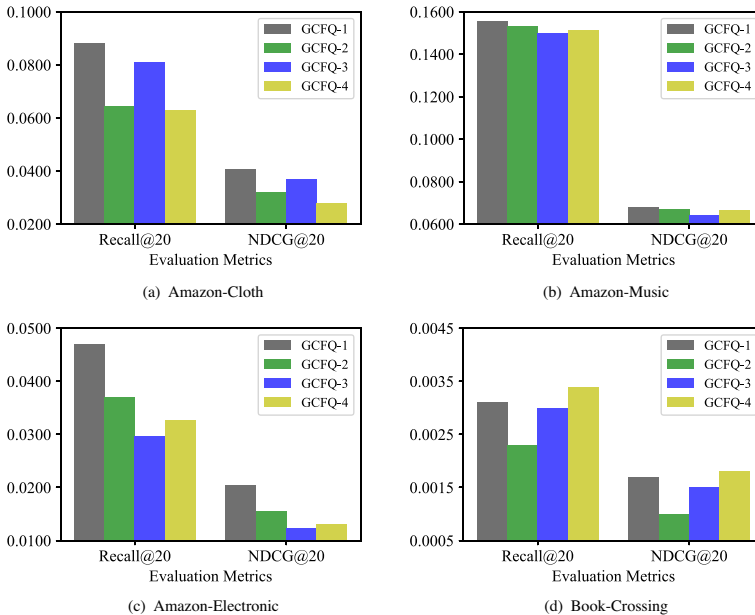 0.1000
0.0800
0.0600
0.0400
0.0200
GCFQ-1
GCFQ-2
GCFQ-3
GCFQ-4
Recall@20 NDCG@20
Evaluation Metrics
(a) Amazon-Cloth
0.1600
0.1400
0.1200
0.1000
0.0800
0.0600
GCFQ-1
GCFQ-2
GCFQ-3
GCFQ-4
Recall@20 NDCG@20
Evaluation Metrics
(b) Amazon-Music
0.0500
0.0400
0.0300
0.0200
0.0100
GCFQ-1
GCFQ-2
GCFQ-3
GCFQ-4
Recall@20 NDCG@20
Evaluation Metrics
(c) Amazon-Electronic
0.0045
0.0035
0.0025
0.0015
0.0005
GCFQ-1
GCFQ-2
GCFQ-3
GCFQ-4
Recall@20 NDCG@20
Evaluation Metrics
(d) Book-Crossing